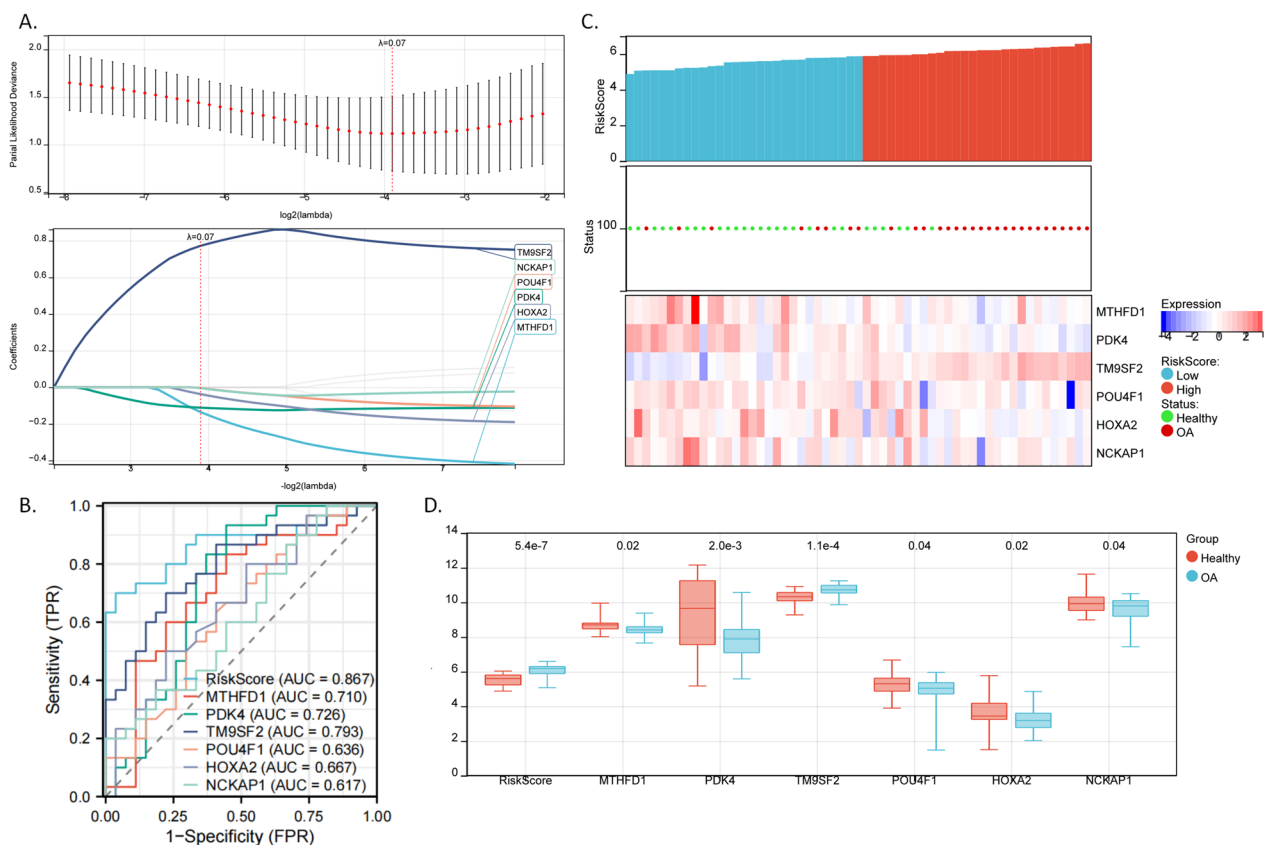 A.
λ=0.07
2.0
1.5
1.0
0.5
Parial Likelihood Deviance
-8
-7
-6
-5
-4
-3
-2
log2(lambda)
λ=0.07
0.8
0.6
0.4
0.2
0.0
-0.2
-0.4
Coefficients
TM9SF2
NCKAP1
POU4F1
PDK4
HOXA2
MTHFD1
3
4
5
6
7
-log2(lambda)
B.
1.0
0.8
0.6
0.4
0.2
0.0
Sensitivity (TPR)
RiskScore (AUC = 0.867)
MTHFD1 (AUC = 0.710)
PDK4 (AUC = 0.726)
TM9SF2 (AUC = 0.793)
POU4F1 (AUC = 0.636)
HOXA2 (AUC = 0.667)
NCKAP1 (AUC = 0.617)
0.00
0.25
0.50
0.75
1.00
1−Specificity (FPR)
C.
6
4
2
0
RiskScore
100
Status
MTHFD1
PDK4
TM9SF2
POU4F1
HOXA2
NCKAP1
Expression
-4
-2
0
2
RiskScore:
Low
High
Status:
Healthy
OA
D.
14
12
10
8
6
4
2
0
5.4e-7
0.02
2.0e-3
1.1e-4
0.04
0.02
0.04
RiskScore
MTHFD1
PDK4
TM9SF2
POU4F1
HOXA2
NCKAP1
Group
Healthy
OA